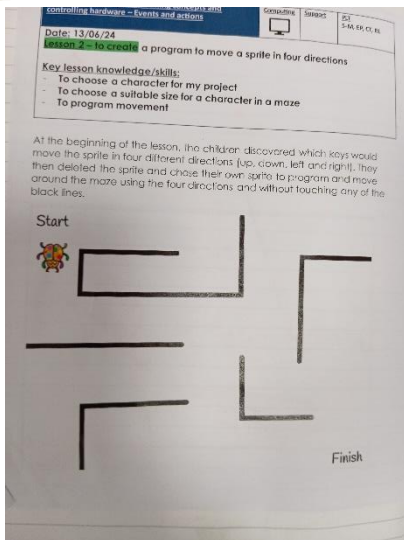 controlling hardware – Events and actions
Computing
Support
S-M, EP, CT, EL
Date: 13/06/24
Lesson 2 – to create a program to move a sprite in four directions
Key lesson knowledge/skills:
- To choose a character for my project
- To choose a suitable size for a character in a maze
- To program movement
At the beginning of the lesson, the children discovered which keys would
move the sprite in four different directions (up, down, left and right). They
then deleted the sprite and chose their own sprite to program and move
around the maze using the four directions and without touching any of the
black lines.
Start
Finish